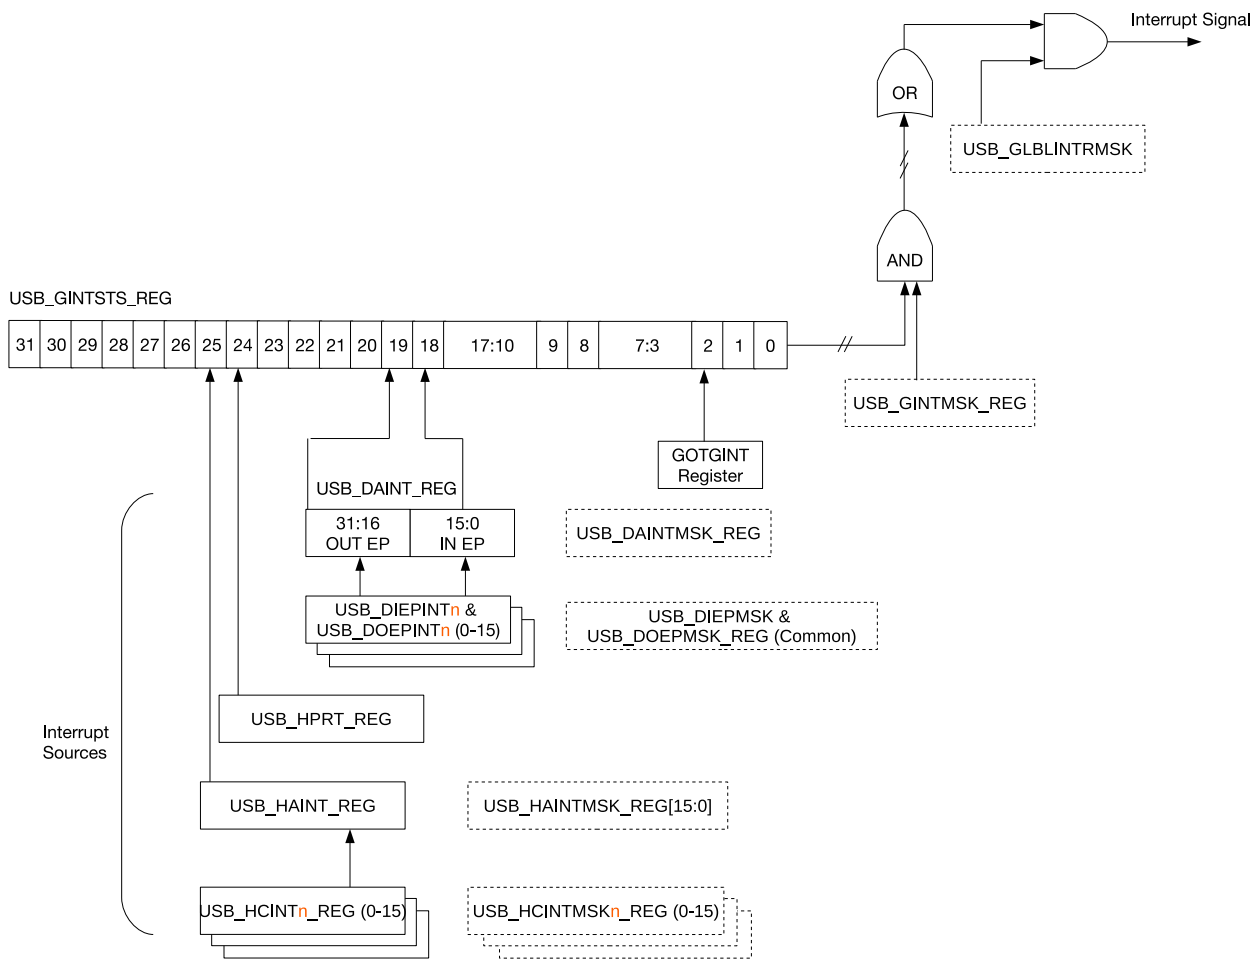 Interrupt Signal
OR
USB_GLBLINTRMSK
AND
USB_GINTSTS_REG
31 30 29 28 27 26 25 24 23 22 21 20 19 18 17:10 9 8 7:3 2 1 0
USB_GINTMSK_REG
GOTGINT
Register
USB_DAINT_REG
31:16
OUT EP
15:0
IN EP
USB_DAINTMSK_REG
USB_DIEPINTn &
USB_DOEPINTn (0-15)
USB_DIEPMSK &
USB_DOEPMSK_REG (Common)
USB_HPRT_REG
Interrupt
Sources
USB_HAINT_REG
USB_HAINTMSK_REG[15:0]
USB_HCINTn_REG (0-15)
USB_HCINTMSKn_REG (0-15)